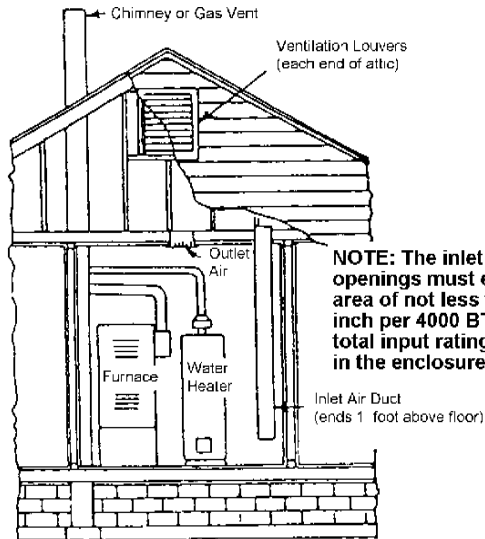 Chimney or Gas Vent
Ventilation Louvers
(each end of attic)
Outlet
Air
NOTE: The inlet
openings must e
area of not less
inch per 4000 BT
total input rating
in the enclosure
Furnace
Water
Heater
Inlet Air Duct
(ends 1 foot above floor)